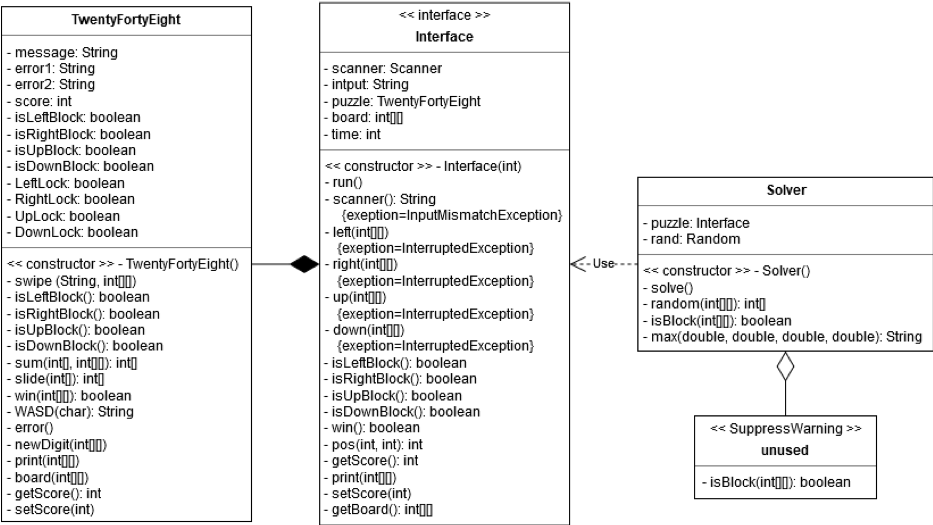 TwentyFortyEight
- message: String
- error1: String
- error2: String
- score: int
- isLeftBlock: boolean
- isRightBlock: boolean
- isUpBlock: boolean
- isDownBlock: boolean
- LeftLock: boolean
- RightLock: boolean
- UpLock: boolean
- DownLock: boolean
<< constructor >> - TwentyFortyEight()
- swipe (String, int[][])
- isLeftBlock(): boolean
- isRightBlock(): boolean
- isUpBlock(): boolean
- isDownBlock(): boolean
- sum(int[], int[][]): int[]
- slide(int[]): int[]
- win(int[][]): boolean
- WASD(char): String
- error()
- newDigit(int[][])
- print(int[][])
- board(int[][])
- getScore(): int
- setScore(int)
<< interface >>
Interface
- scanner: Scanner
- intput: String
- puzzle: TwentyFortyEight
- board: int[][]
- time: int
<< constructor >> - Interface(int)
- run()
- scanner(): String
{exeption=InputMismatchException}
- left(int[][])
{exeption=InterruptedException}
- right(int[][])
{exeption=InterruptedException}
- up(int[][])
{exeption=InterruptedException}
- down(int[][])
{exeption=InterruptedException}
- isLeftBlock(): boolean
- isRightBlock(): boolean
- isUpBlock(): boolean
- isDownBlock(): boolean
- win(): boolean
- pos(int, int): int
- getScore(): int
- print(int[][])
- setScore(int)
- getBoard(): int[][]
Use
Solver
- puzzle: Interface
- rand: Random
<< constructor >> - Solver()
- solve()
- random(int[][]): int[]
- isBlock(int[][]): boolean
- max(double, double, double, double): String
<< SuppressWarning >>
unused
- isBlock(int[][]): boolean